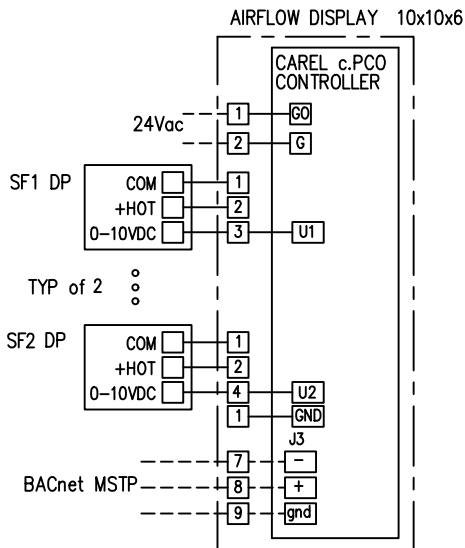 AIRFLOW DISPLAY 10x10x6
CAREL c.PCO
CONTROLLER
24Vac
1 GO
2 G
SF1 DP
COM 1
+HOT 2
0-10VDC 3 U1
TYP of 2
SF2 DP
COM 1
+HOT 2
0-10VDC 4 U2
1 GND
J3
7 -
BACnet MSTP 8 +
9 gnd